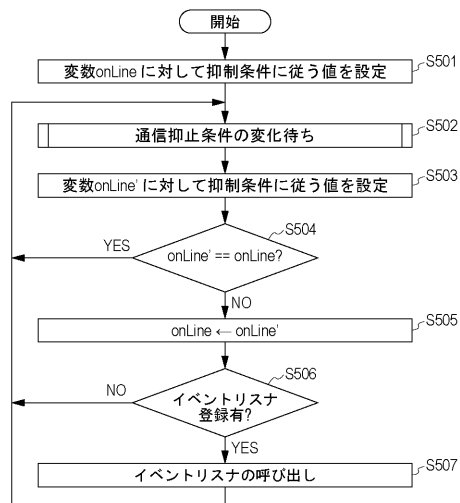 開始
S501
変数onLine に対して抑制条件に従う値を設定
S502
通信抑止条件の変化待ち
S503
変数onLine' に対して抑制条件に従う値を設定
S504
YES
onLine' == onLine?
NO
S505
onLine ← onLine'
S506
NO
イベントリスナ
登録有?
YES
S507
イベントリスナの呼び出し